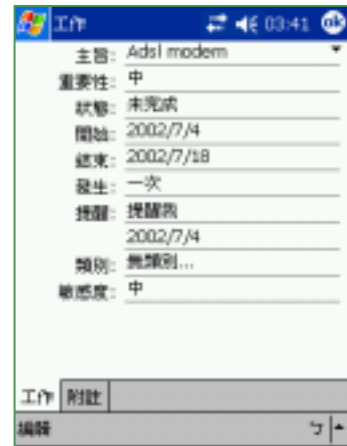 工作 03:41 ok
主旨: Adsl modem
重要性: 中
狀態: 未完成
開始: 2002/7/4
結束: 2002/7/18
發生: 一次
提醒: 提醒我
2002/7/4
類別: 無類別...
敏感度: 中
工作 附註
編輯 ㄅ